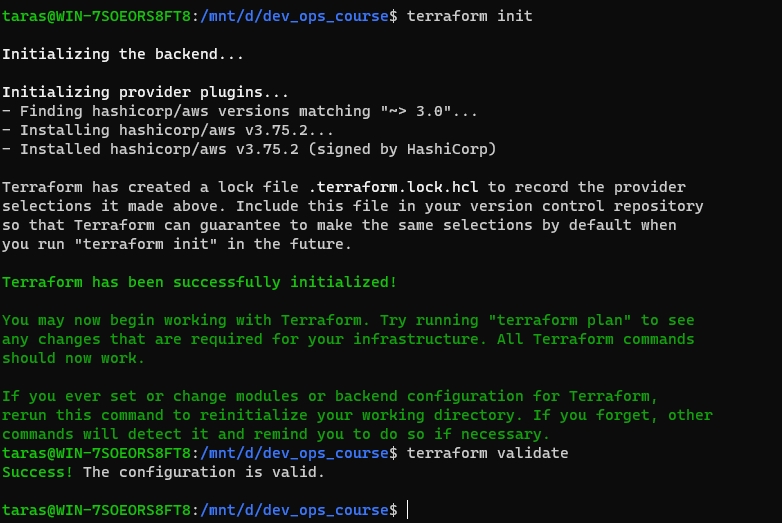 taras@WIN-7SOEORS8FT8:/mnt/d/dev_ops_course$ terraform init
Initializing the backend...
Initializing provider plugins...
- Finding hashicorp/aws versions matching "~> 3.0"...
- Installing hashicorp/aws v3.75.2...
- Installed hashicorp/aws v3.75.2 (signed by HashiCorp)
Terraform has created a lock file .terraform.lock.hcl to record the provider
selections it made above. Include this file in your version control repository
so that Terraform can guarantee to make the same selections by default when
you run "terraform init" in the future.
Terraform has been successfully initialized!
You may now begin working with Terraform. Try running "terraform plan" to see
any changes that are required for your infrastructure. All Terraform commands
should now work.
If you ever set or change modules or backend configuration for Terraform,
rerun this command to reinitialize your working directory. If you forget, other
commands will detect it and remind you to do so if necessary.
taras@WIN-7SOEORS8FT8:/mnt/d/dev_ops_course$ terraform validate
Success! The configuration is valid.
taras@WIN-7SOEORS8FT8:/mnt/d/dev_ops_course$